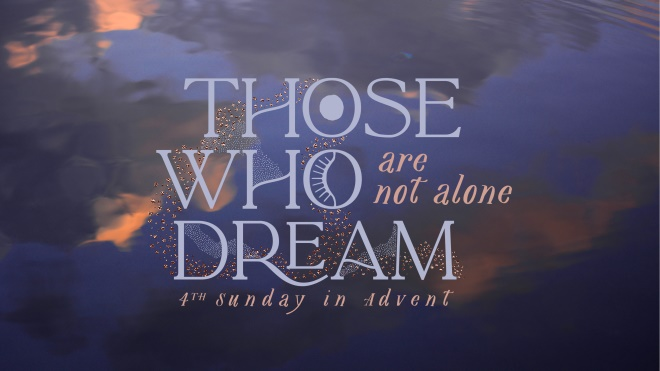 THOSE
WHO are not alone
DREAM
4TH Sunday in Advent